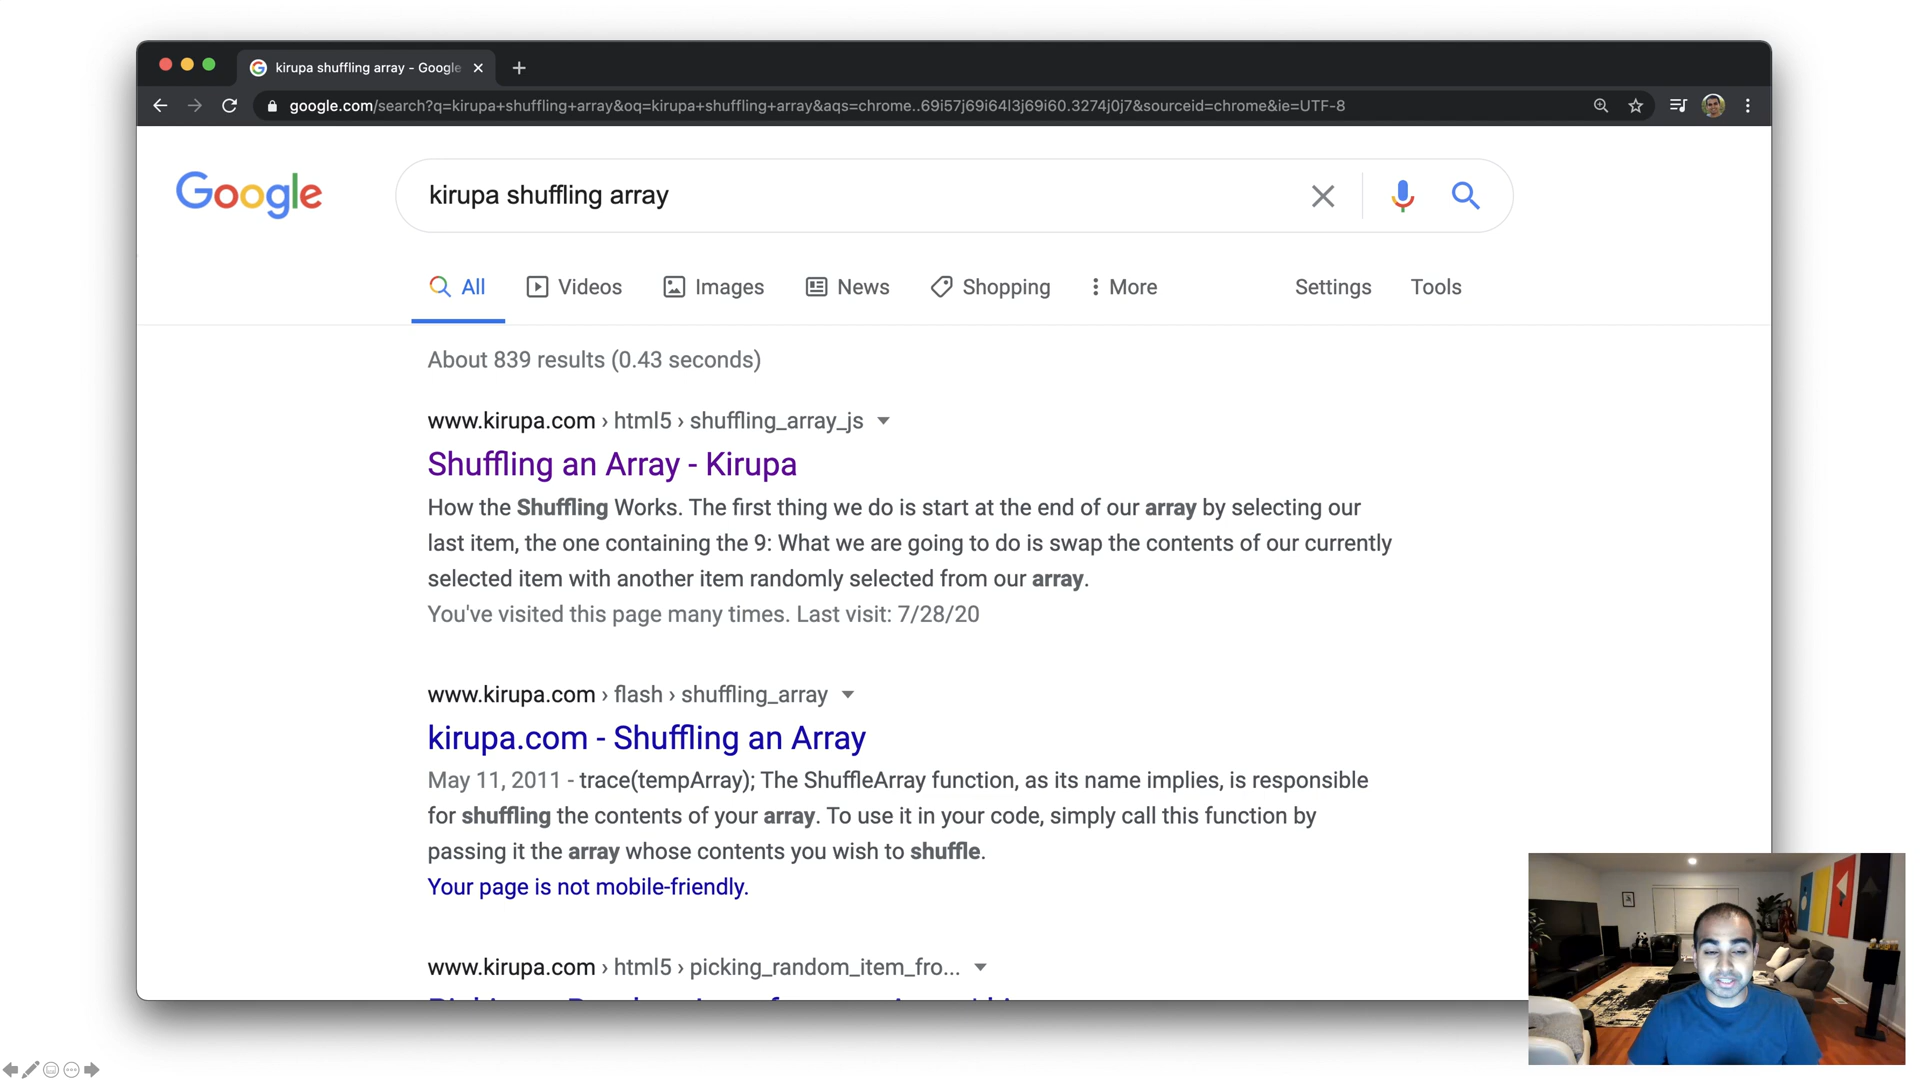 kirupa shuffling array - Google
google.com/search?q=kirupa+shuffling+array&oq=kirupa+shuffling+array&aqs=chrome..69i57j69i64l3j69i60.3274j0j7&sourceid=chrome&ie=UTF-8
Google
kirupa shuffling array
All Videos Images News Shopping More Settings Tools
About 839 results (0.43 seconds)
www.kirupa.com › html5 › shuffling_array_js
Shuffling an Array - Kirupa
How the Shuffling Works. The first thing we do is start at the end of our array by selecting our
last item, the one containing the 9: What we are going to do is swap the contents of our currently
selected item with another item randomly selected from our array.
You've visited this page many times. Last visit: 7/28/20
www.kirupa.com › flash › shuffling_array
kirupa.com - Shuffling an Array
May 11, 2011 - trace(tempArray); The ShuffleArray function, as its name implies, is responsible
for shuffling the contents of your array. To use it in your code, simply call this function by
passing it the array whose contents you wish to shuffle.
Your page is not mobile-friendly.
www.kirupa.com › html5 › picking_random_item_fro...